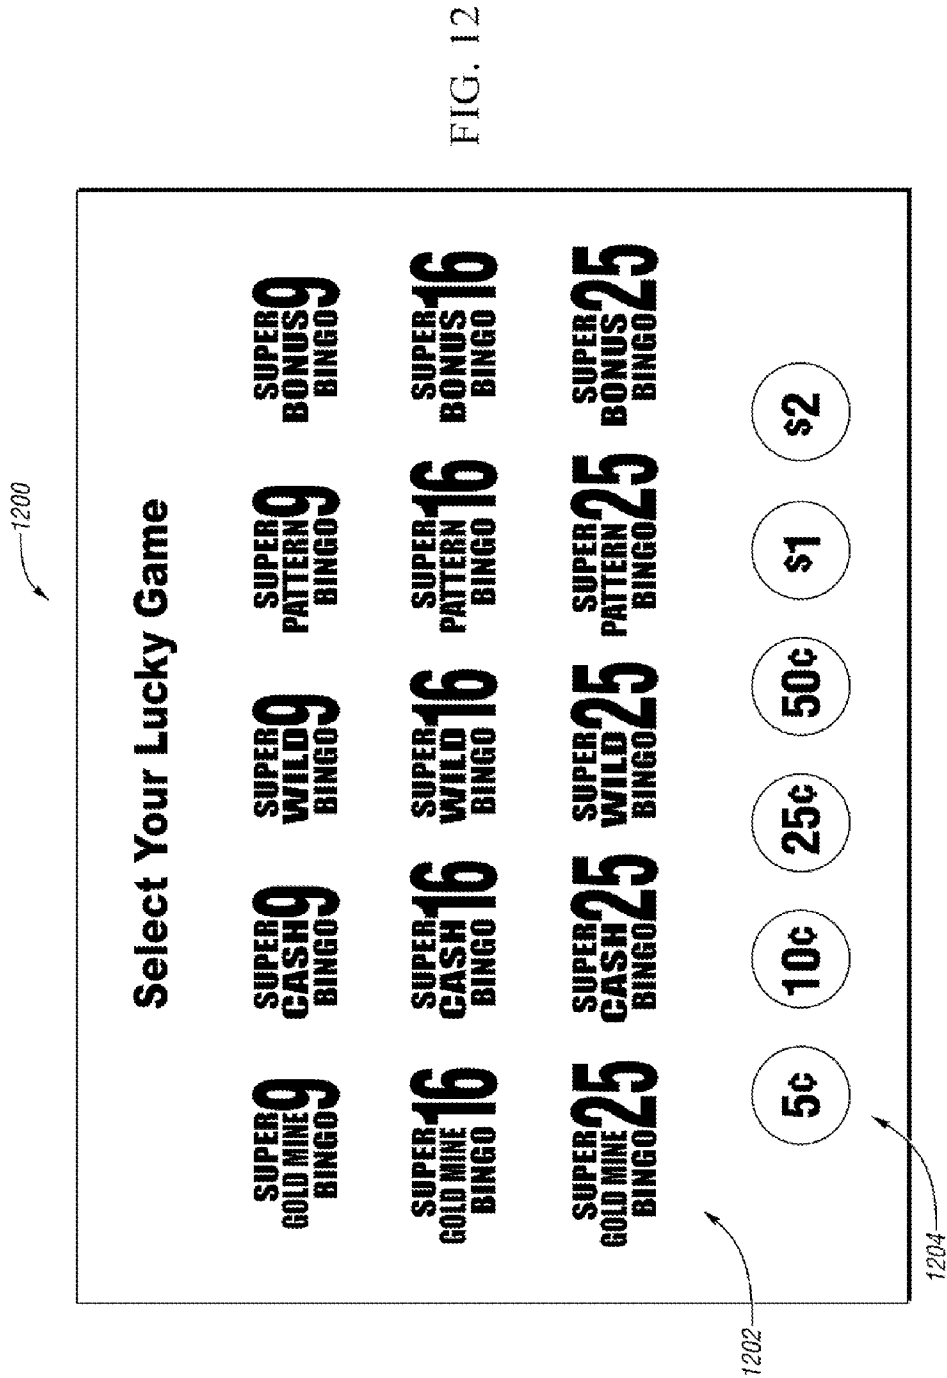 1200
Select Your Lucky Game
SUPER
GOLD MINE
BINGO 9
SUPER
CASH
BINGO 9
SUPER
WILD
BINGO 9
SUPER
PATTERN
BINGO 9
SUPER
BONUS
BINGO 9
SUPER
GOLD MINE
BINGO 16
SUPER
CASH
BINGO 16
SUPER
WILD
BINGO 16
SUPER
PATTERN
BINGO 16
SUPER
BONUS
BINGO 16
SUPER
GOLD MINE
BINGO 25
SUPER
CASH
BINGO 25
SUPER
WILD
BINGO 25
SUPER
PATTERN
BINGO 25
SUPER
BONUS
BINGO 25
1202
5¢ 10¢ 25¢ 50¢ $1 $2
1204
FIG. 12